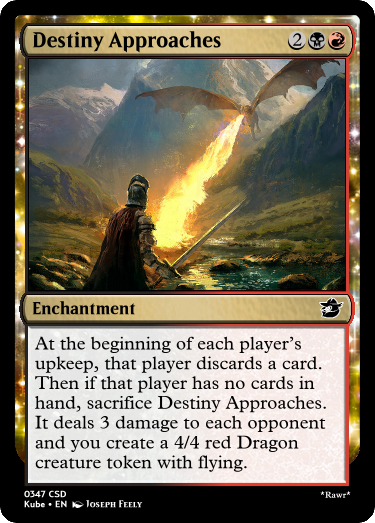 Destiny Approaches 2
Enchantment
At the beginning of each player's
upkeep, that player discards a card.
Then if that player has no cards in
hand, sacrifice Destiny Approaches.
It deals 3 damage to each opponent
and you create a 4/4 red Dragon
creature token with flying.
0347 CSD
*Rawr*
Kube • EN Joseph Feely